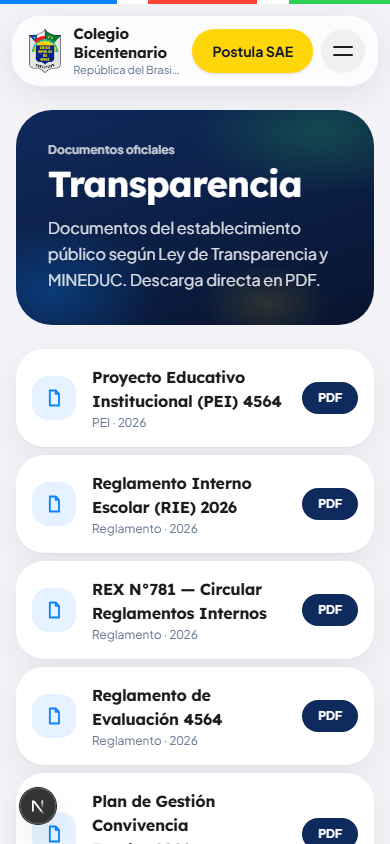 Colegio
Bicentenario
República del Brasi...
Postula SAE
Documentos oficiales
Transparencia
Documentos del establecimiento
público según Ley de Transparencia y
MINEDUC. Descarga directa en PDF.
Proyecto Educativo
Institucional (PEI) 4564
PEI · 2026
PDF
Reglamento Interno
Escolar (RIE) 2026
Reglamento · 2026
PDF
REX N°781 — Circular
Reglamentos Internos
Reglamento · 2026
PDF
Reglamento de
Evaluación 4564
Reglamento · 2026
PDF
Plan de Gestión
Convivencia
PDF
N